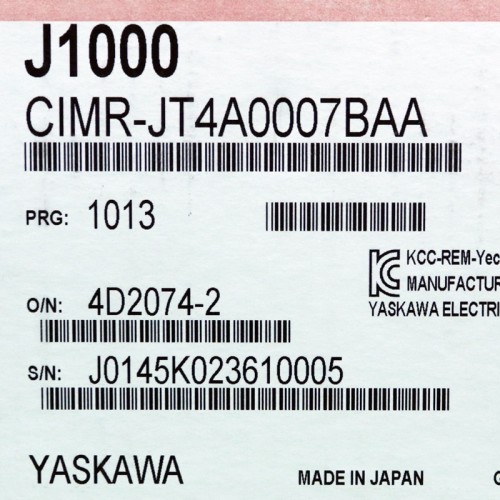 J1000
CIMR-JT4A0007BAA
PRG: 1013
KCC-REM-Yec
MANUFACTUR
YASKAWA ELECTRI
O/N: 4D2074-2
S/N: J0145K023610005
YASKAWA MADE IN JAPAN